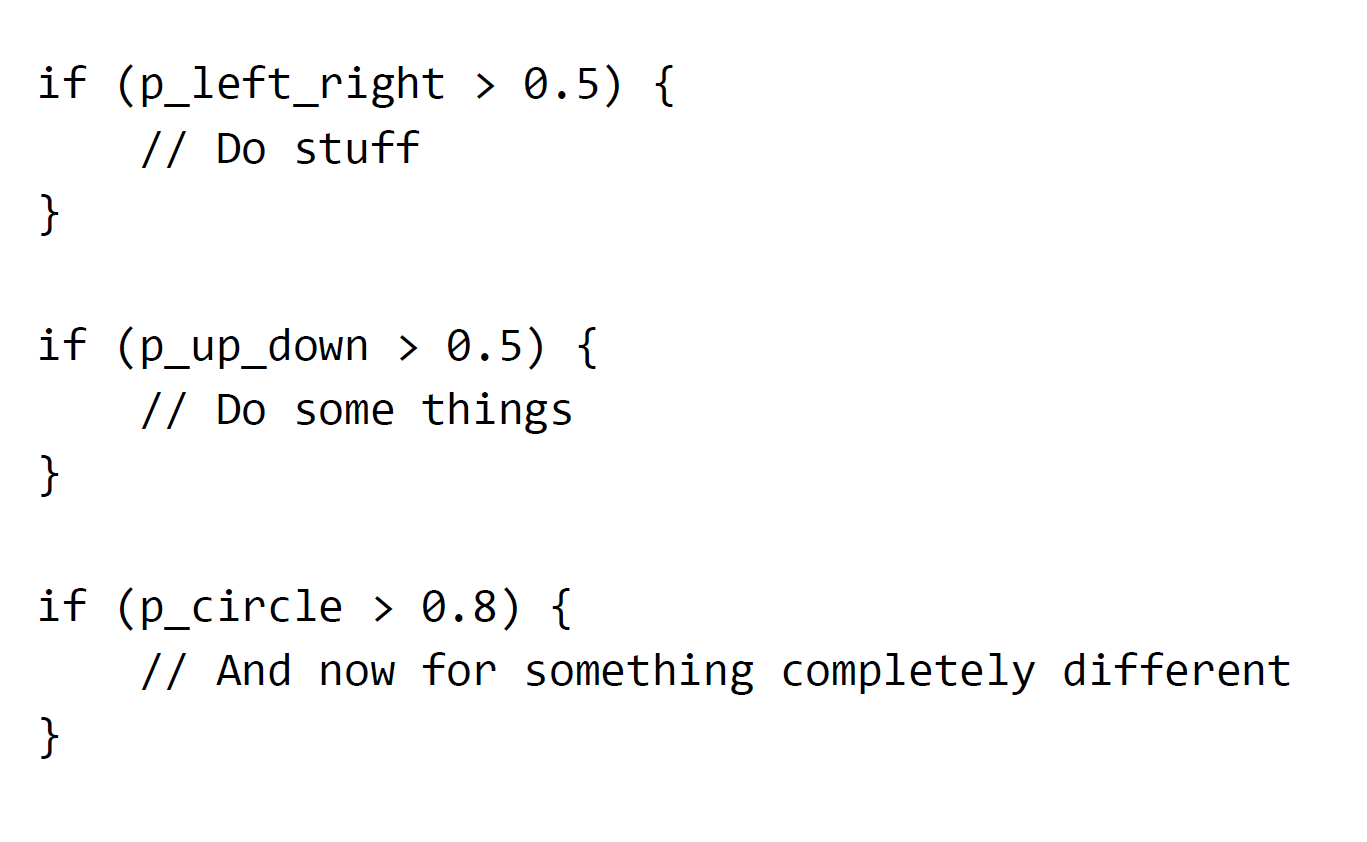 if (p_left_right > 0.5) {
    // Do stuff
}

if (p_up_down > 0.5) {
    // Do some things
}

if (p_circle > 0.8) {
    // And now for something completely different
}